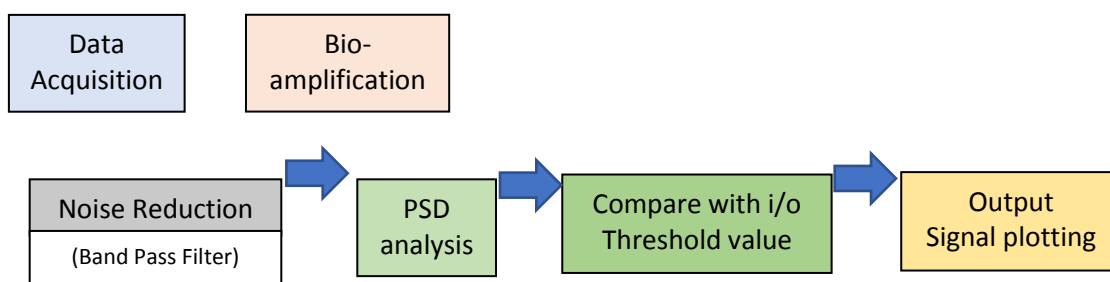 Data
Acquisition
Bio-
amplification
Noise Reduction
(Band Pass Filter)
PSD
analysis
Compare with i/o
Threshold value
Output
Signal plotting